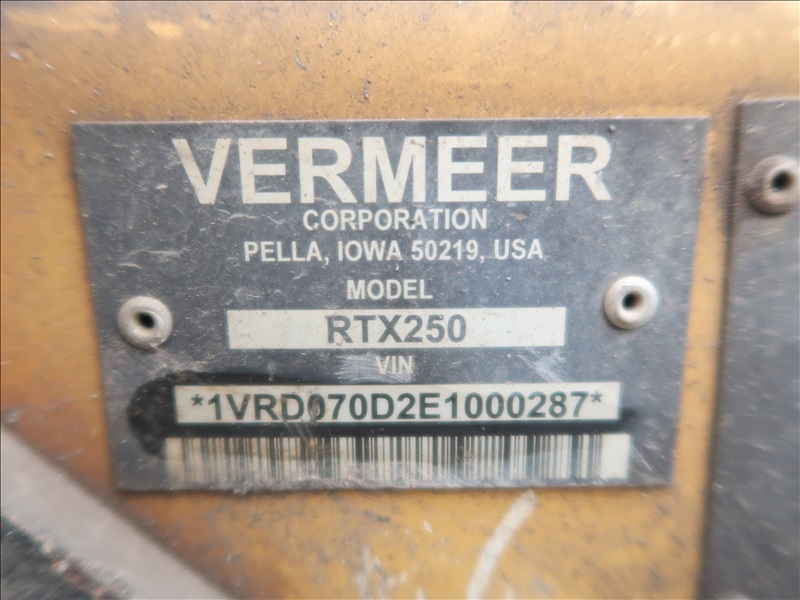 VERMEER
CORPORATION
PELLA, IOWA 50219, USA
MODEL
RTX250
VIN
*1VRD070D2E1000287*